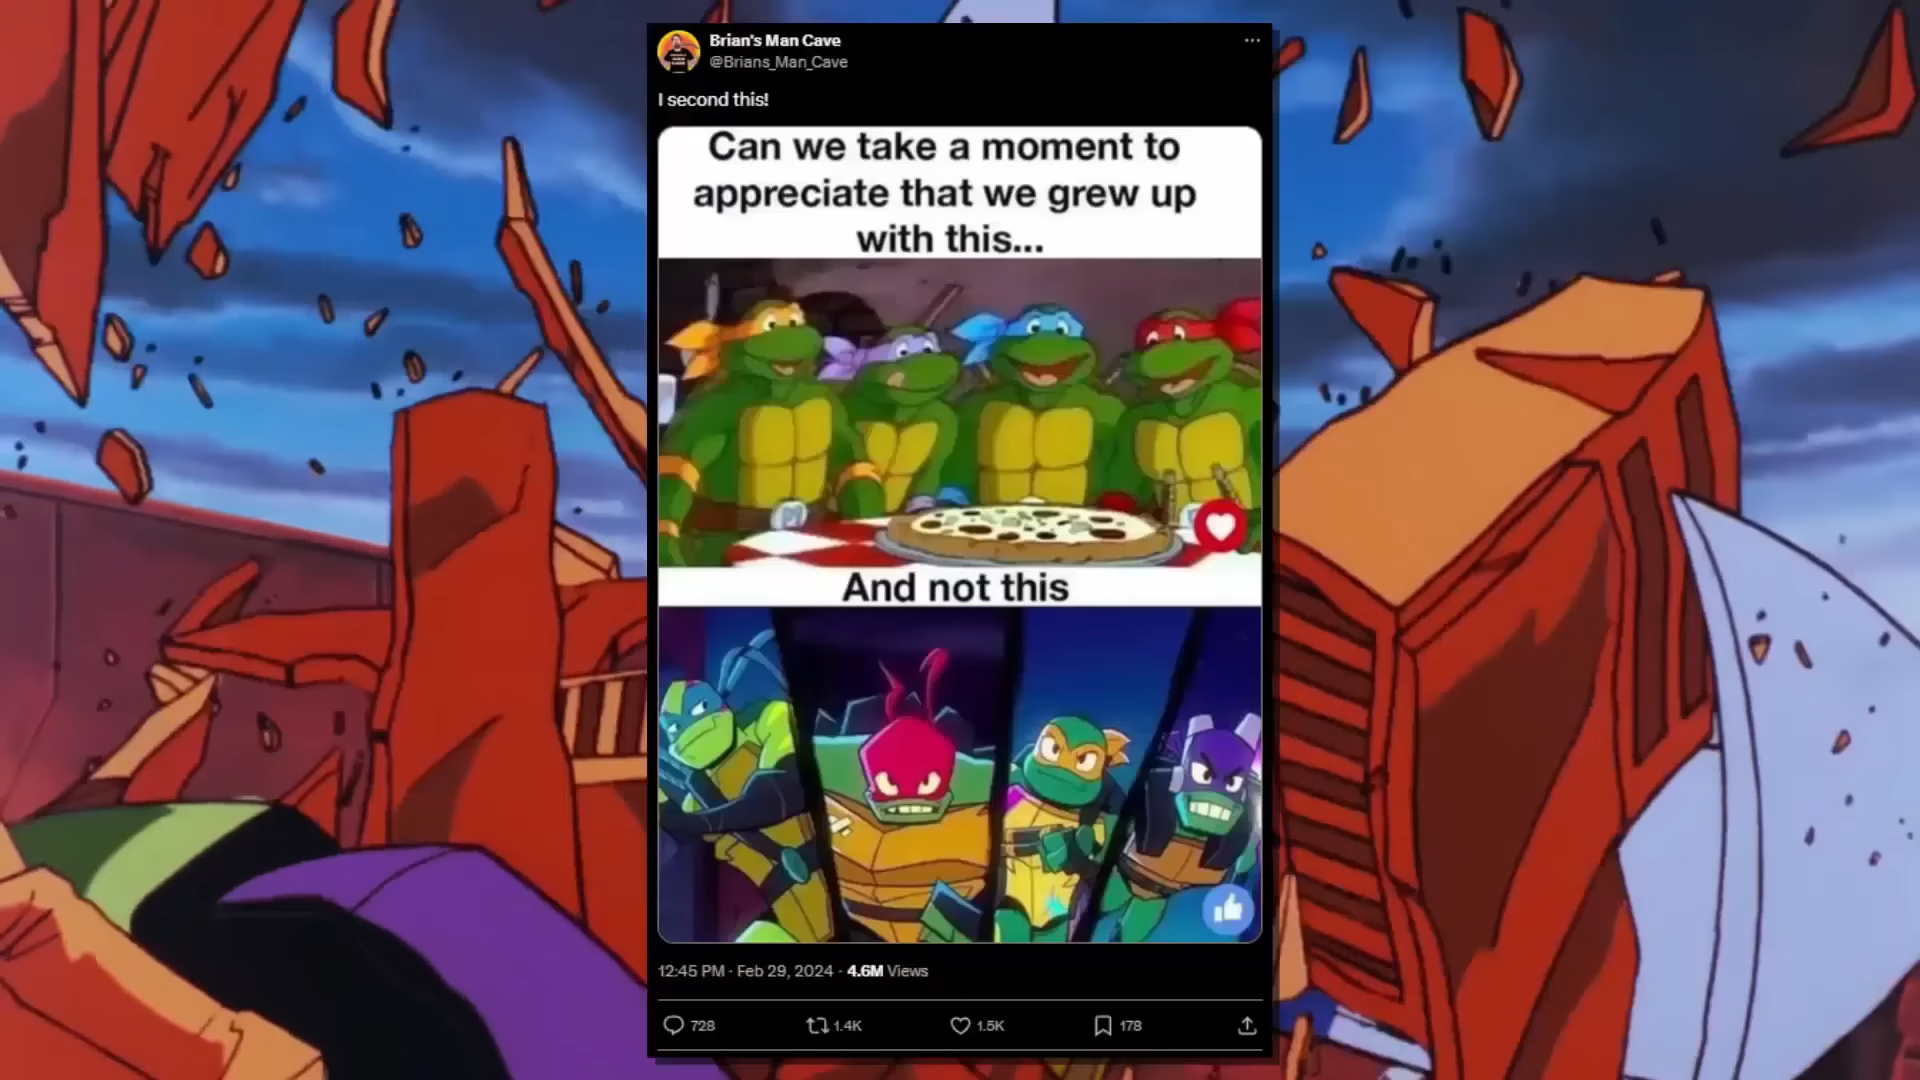 Brian's Man Cave
@Brians_Man_Cave
I second this!
Can we take a moment to
appreciate that we grew up
with this...
And not this
12:45 PM · Feb 29, 2024 · 4.6M Views
728 1.4K 1.5K 178